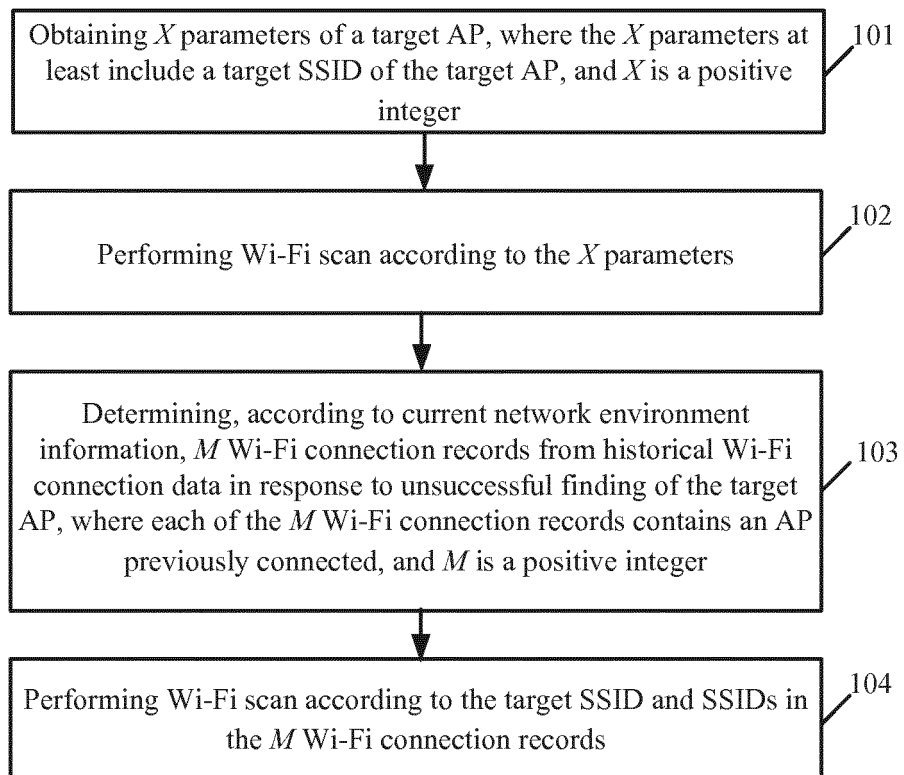 Obtaining X parameters of a target AP, where the X parameters at
least include a target SSID of the target AP, and X is a positive
integer
101
Performing Wi-Fi scan according to the X parameters
102
Determining, according to current network environment
information, M Wi-Fi connection records from historical Wi-Fi
connection data in response to unsuccessful finding of the target
AP, where each of the M Wi-Fi connection records contains an AP
previously connected, and M is a positive integer
103
Performing Wi-Fi scan according to the target SSID and SSIDs in
the M Wi-Fi connection records
104